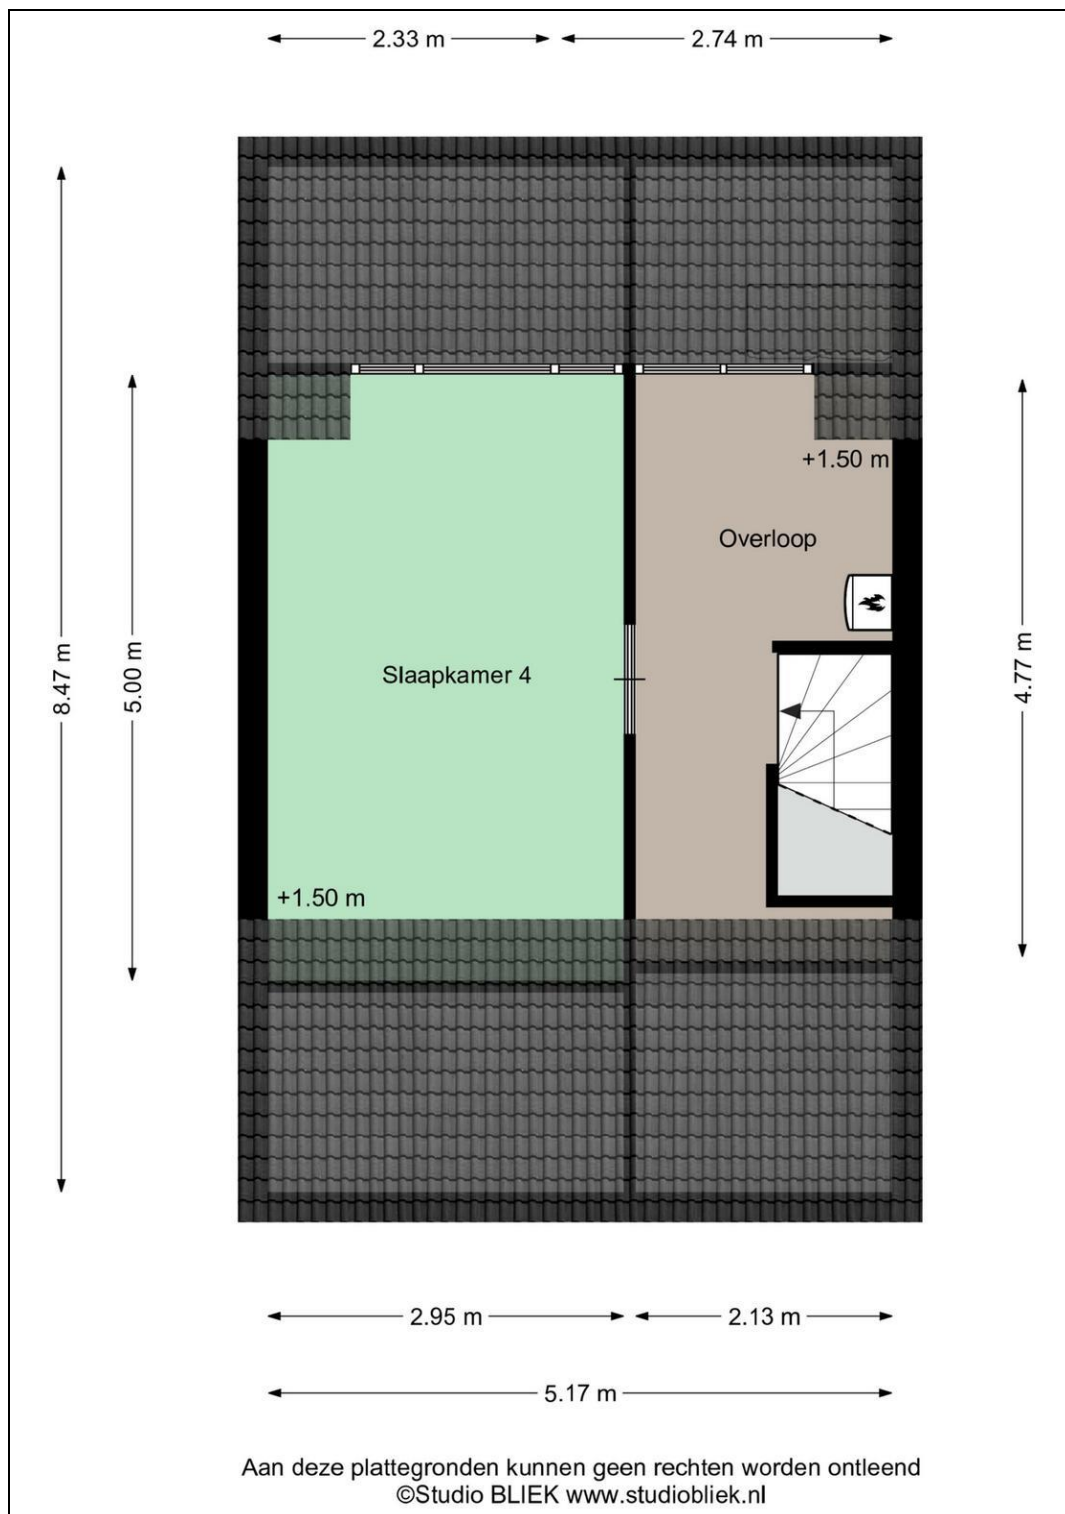 2.33 m
2.74 m
+1.50 m
Overloop
8.47 m
5.00 m
Slaapkamer 4
4.77 m
+1.50 m
2.95 m
2.13 m
5.17 m
Aan deze plattegronden kunnen geen rechten worden ontleend
©Studio BLIEK www.studiobliek.nl